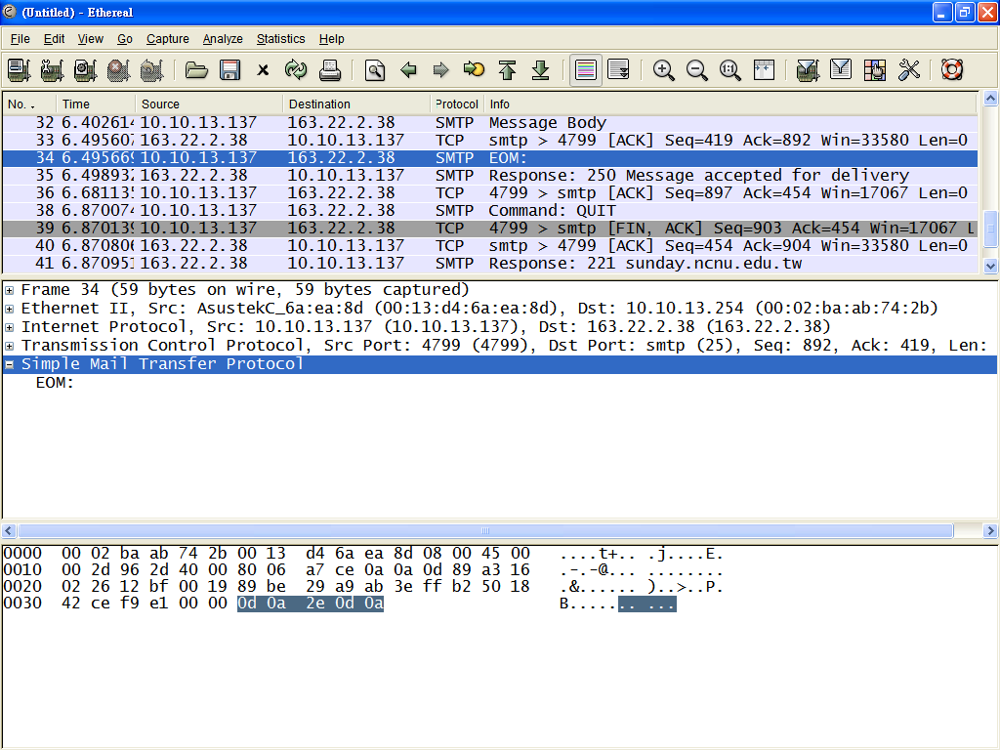 (Untitled) - Ethereal
File Edit View Go Capture Analyze Statistics Help
No. . Time Source Destination Protocol Info
32 6.402614 10.10.13.137 163.22.2.38 SMTP Message Body
33 6.495607 163.22.2.38 10.10.13.137 TCP smtp > 4799 [ACK] Seq=419 Ack=892 Win=33580 Len=0
34 6.495669 10.10.13.137 163.22.2.38 SMTP EOM:
35 6.498932 163.22.2.38 10.10.13.137 SMTP Response: 250 Message accepted for delivery
36 6.681135 10.10.13.137 163.22.2.38 TCP 4799 > smtp [ACK] Seq=897 Ack=454 Win=17067 Len=0
38 6.870074 10.10.13.137 163.22.2.38 SMTP Command: QUIT
39 6.870139 10.10.13.137 163.22.2.38 TCP 4799 > smtp [FIN, ACK] Seq=903 Ack=454 Win=17067 L
40 6.870806 163.22.2.38 10.10.13.137 TCP smtp > 4799 [ACK] Seq=454 Ack=904 Win=33580 Len=0
41 6.870951 163.22.2.38 10.10.13.137 SMTP Response: 221 sunday.ncnu.edu.tw
Frame 34 (59 bytes on wire, 59 bytes captured)
Ethernet II, Src: AsustekC_6a:ea:8d (00:13:d4:6a:ea:8d), Dst: 10.10.13.254 (00:02:ba:ab:74:2b)
Internet Protocol, Src: 10.10.13.137 (10.10.13.137), Dst: 163.22.2.38 (163.22.2.38)
Transmission Control Protocol, Src Port: 4799 (4799), Dst Port: smtp (25), Seq: 892, Ack: 419, Len:
Simple Mail Transfer Protocol
EOM:
0000 00 02 ba ab 74 2b 00 13 d4 6a ea 8d 08 00 45 00 ....t+.. .j....E.
0010 00 2d 96 2d 40 00 80 06 a7 ce 0a 0a 0d 89 a3 16 .-.-@... ........
0020 02 26 12 bf 00 19 89 be 29 a9 ab 3e ff b2 50 18 .&...... )..>..P.
0030 42 ce f9 e1 00 00 0d 0a 2e 0d 0a B....... ...